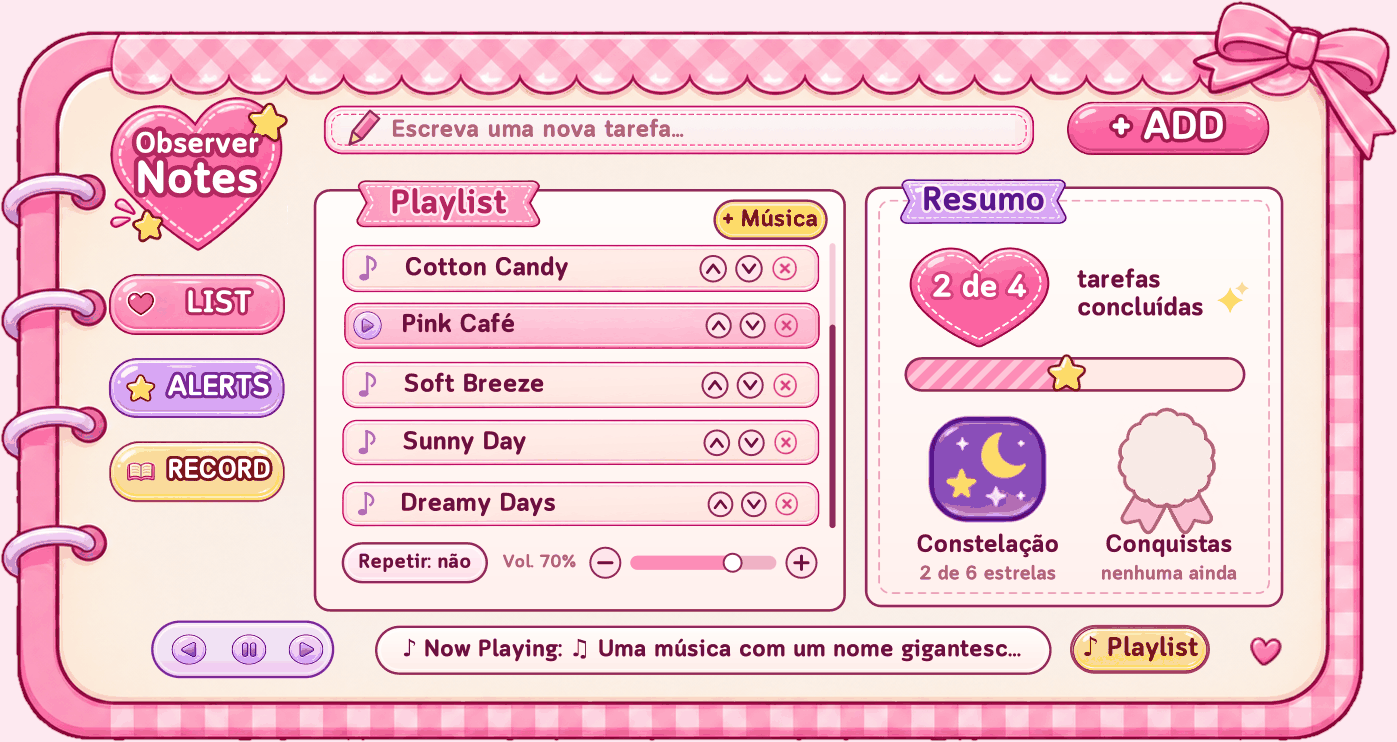 Observer
Notes
Escreva uma nova tarefa...
+ ADD
LIST
ALERTS
RECORD
Playlist
+ Música
♪ Cotton Candy
Pink Café
♪ Soft Breeze
♪ Sunny Day
♪ Dreamy Days
Repetir: não
Vol. 70%
Resumo
2 de 4
tarefas
concluídas
Constelação
2 de 6 estrelas
Conquistas
nenhuma ainda
♪ Now Playing: ♫ Uma música com um nome gigantesc...
♪ Playlist